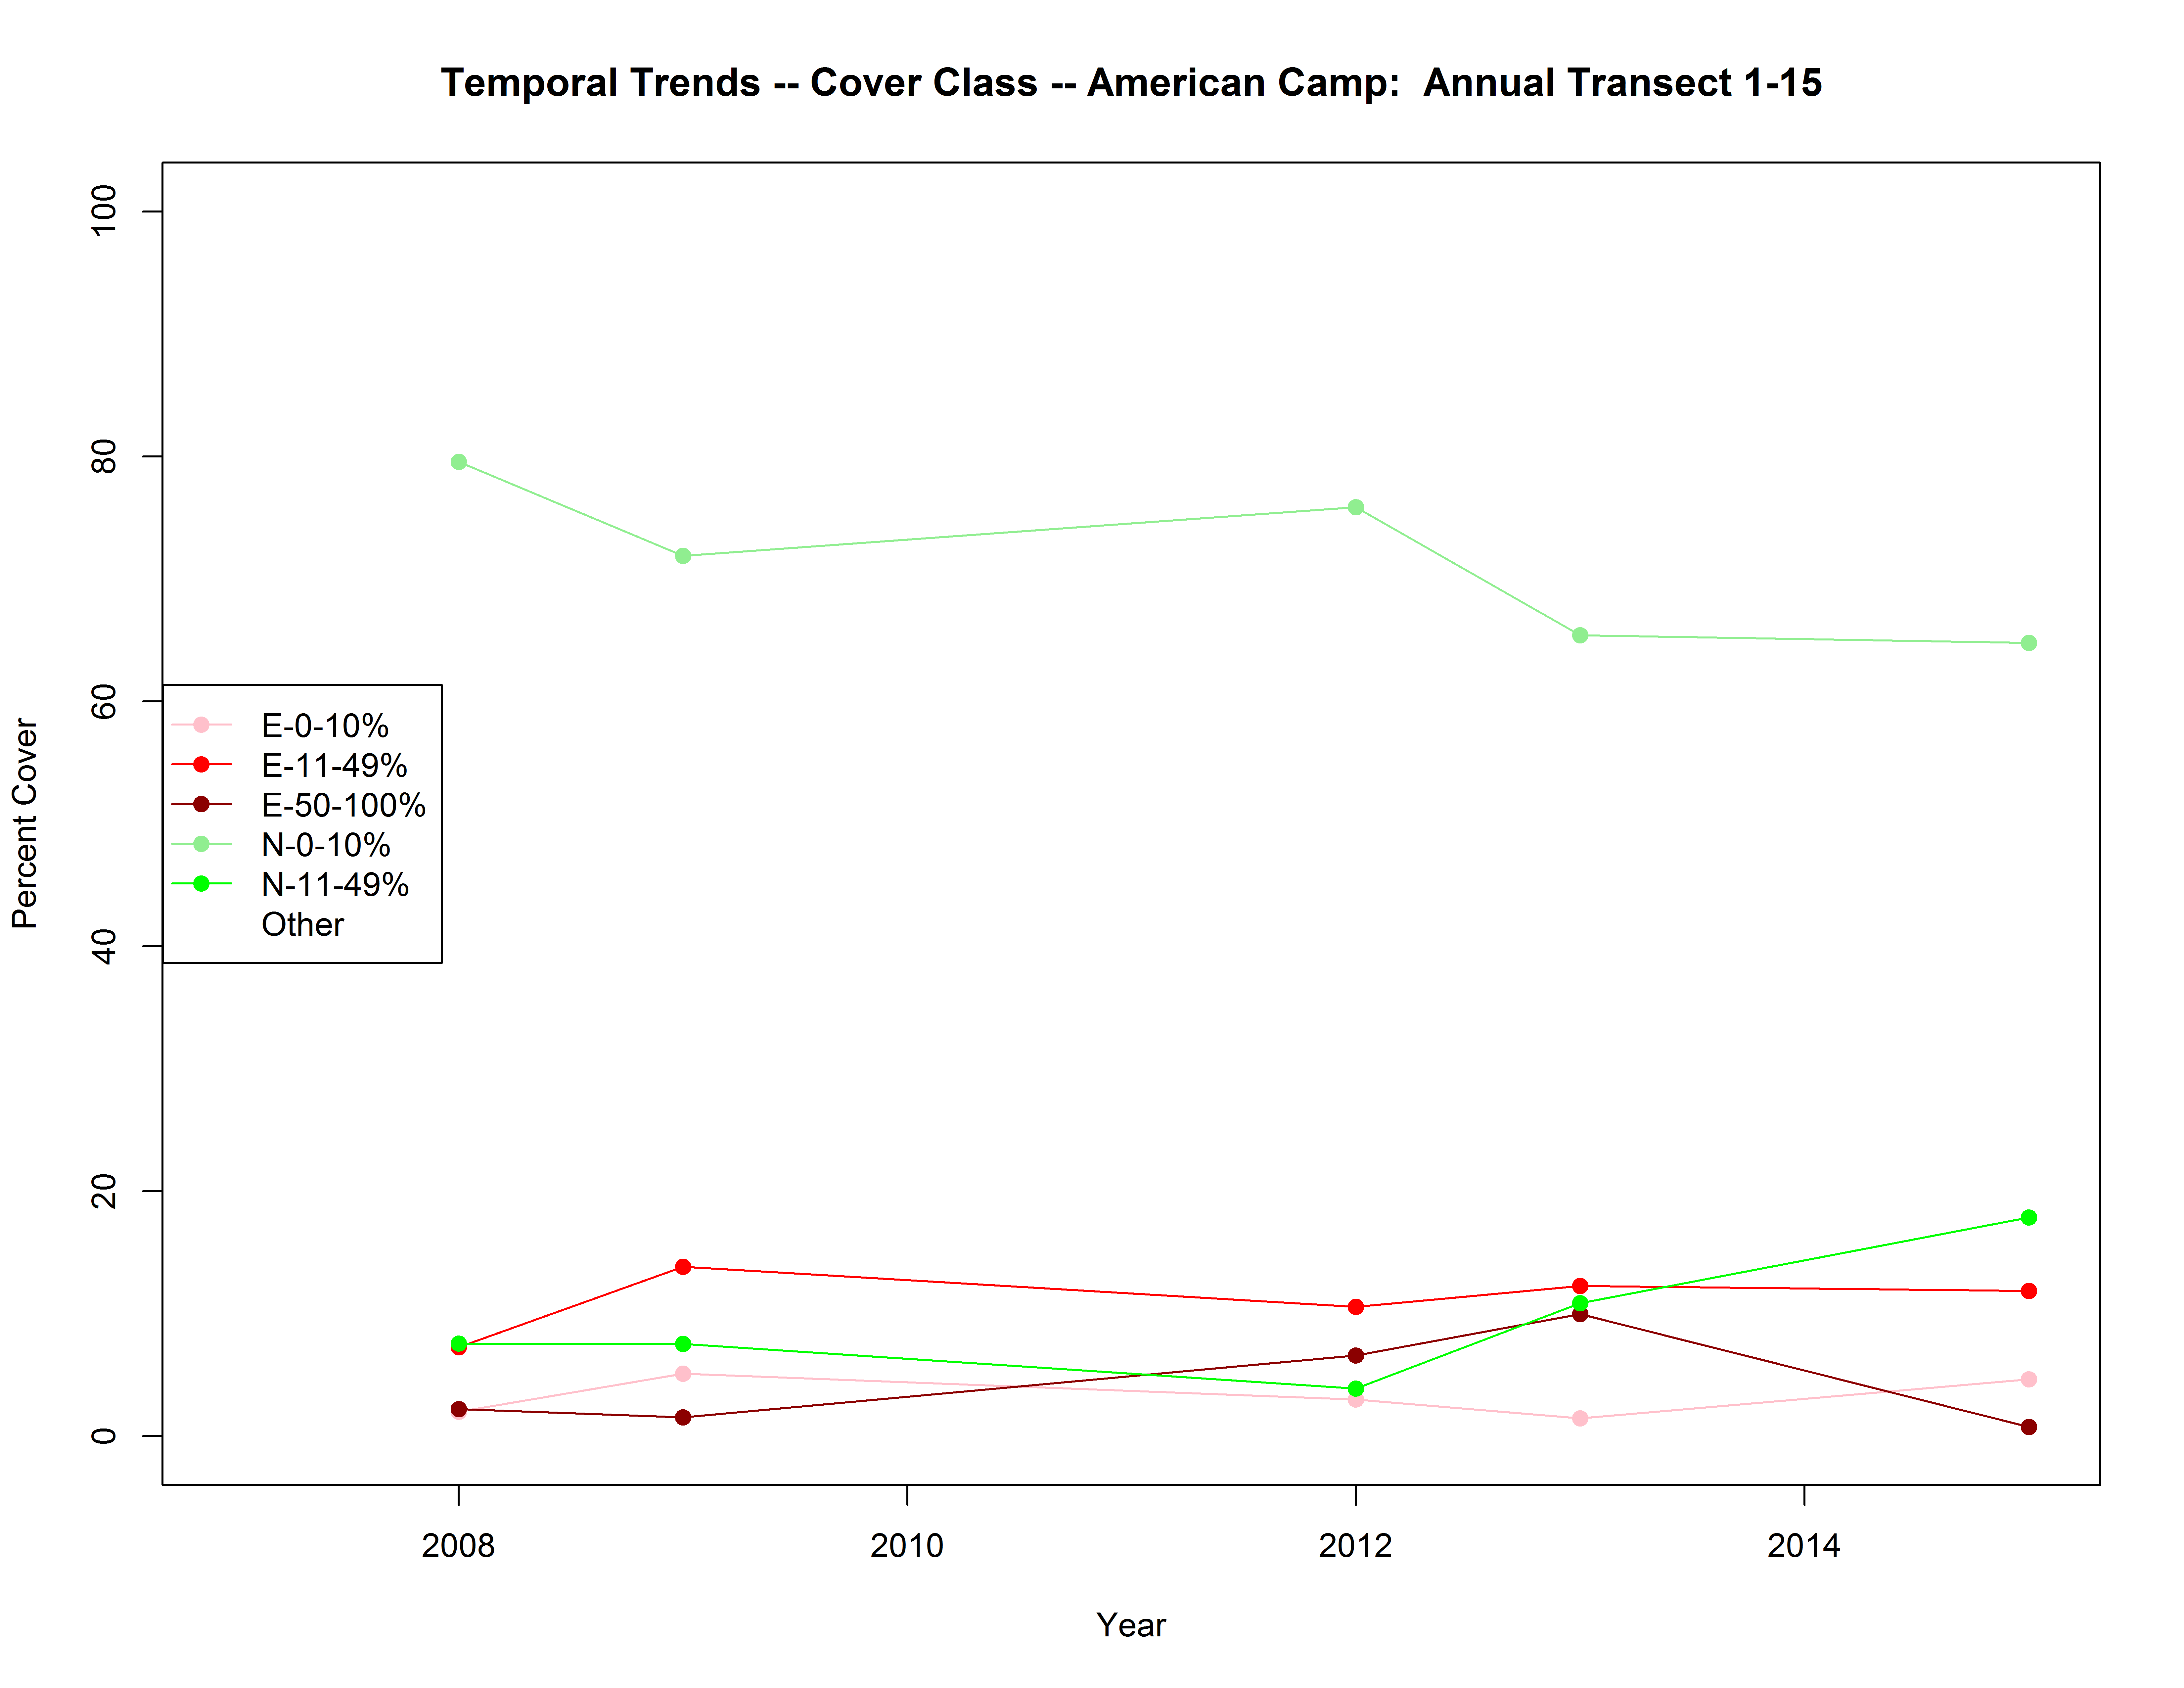 Temporal Trends -- Cover Class -- American Camp:  Annual Transect 1-15
Percent Cover
100
80
60
40
20
0
E-0-10%
E-11-49%
E-50-100%
N-0-10%
N-11-49%
Other
2008 2010 2012 2014
Year